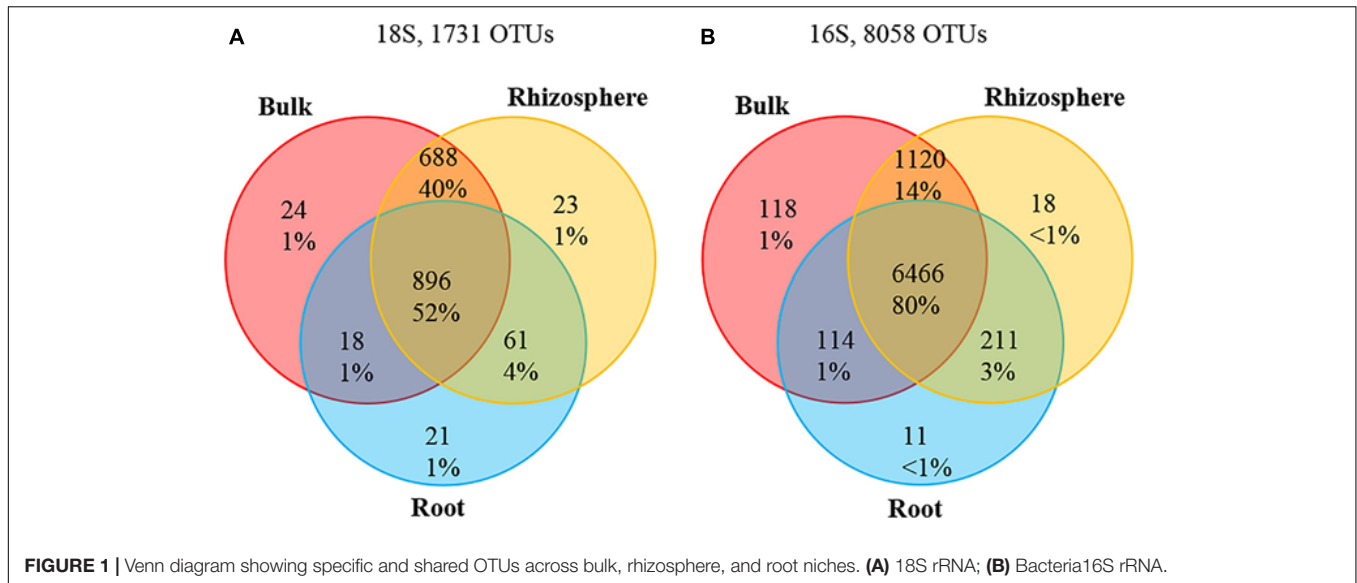 A
18S, 1731 OTUs
Bulk
Rhizosphere
688
40%
24
1%
23
1%
896
52%
18
1%
61
4%
21
1%
Root
B
16S, 8058 OTUs
Bulk
Rhizosphere
1120
14%
118
1%
18
<1%
6466
80%
114
1%
211
3%
11
<1%
Root
FIGURE 1 | Venn diagram showing specific and shared OTUs across bulk, rhizosphere, and root niches. (A) 18S rRNA; (B) Bacteria16S rRNA.